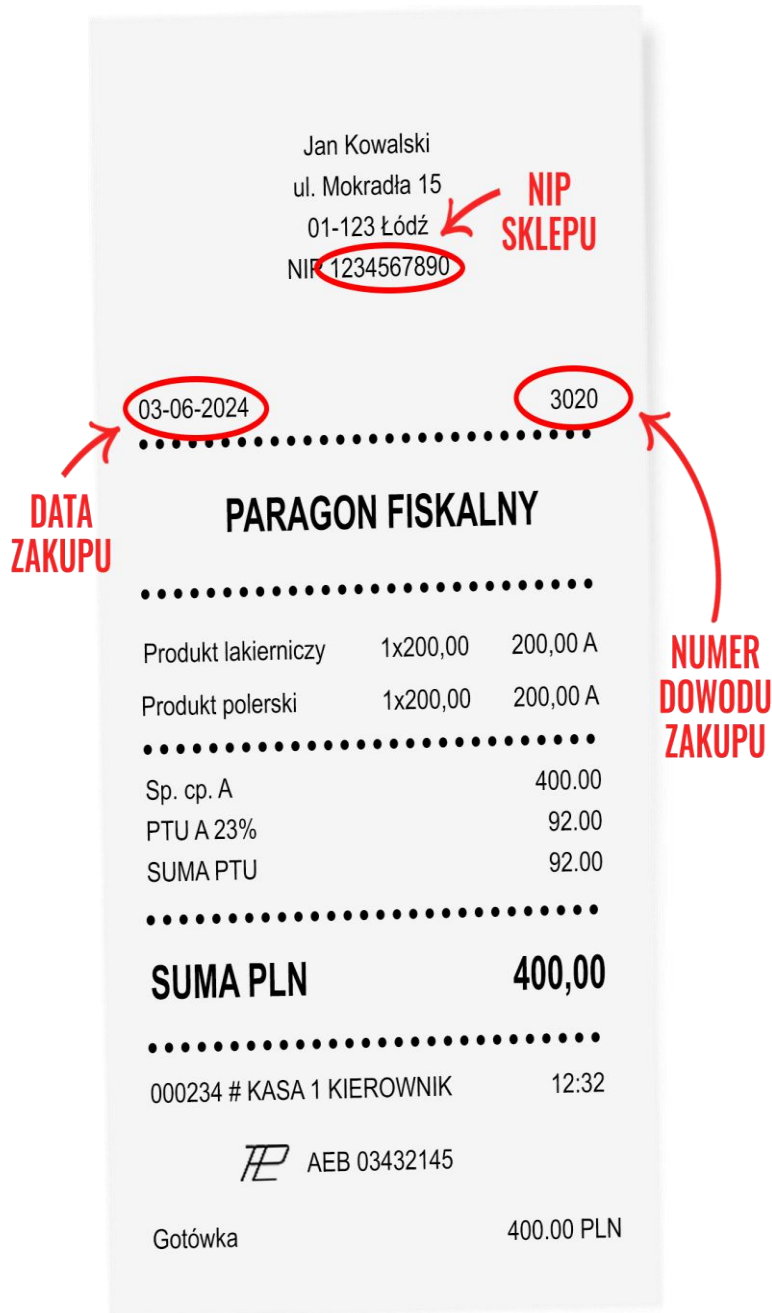 Jan Kowalski
ul. Mokradła 15
01-123 Łódź
NIP 1234567890
NIP
SKLEPU
03-06-2024 3020
DATA
ZAKUPU
PARAGON FISKALNY
Produkt lakierniczy 1x200,00 200,00 A
Produkt polerski 1x200,00 200,00 A
NUMER
DOWODU
ZAKUPU
Sp. cp. A 400.00
PTU A 23% 92.00
SUMA PTU 92.00
SUMA PLN 400,00
000234 # KASA 1 KIEROWNIK 12:32
PL AEB 03432145
Gotówka 400.00 PLN